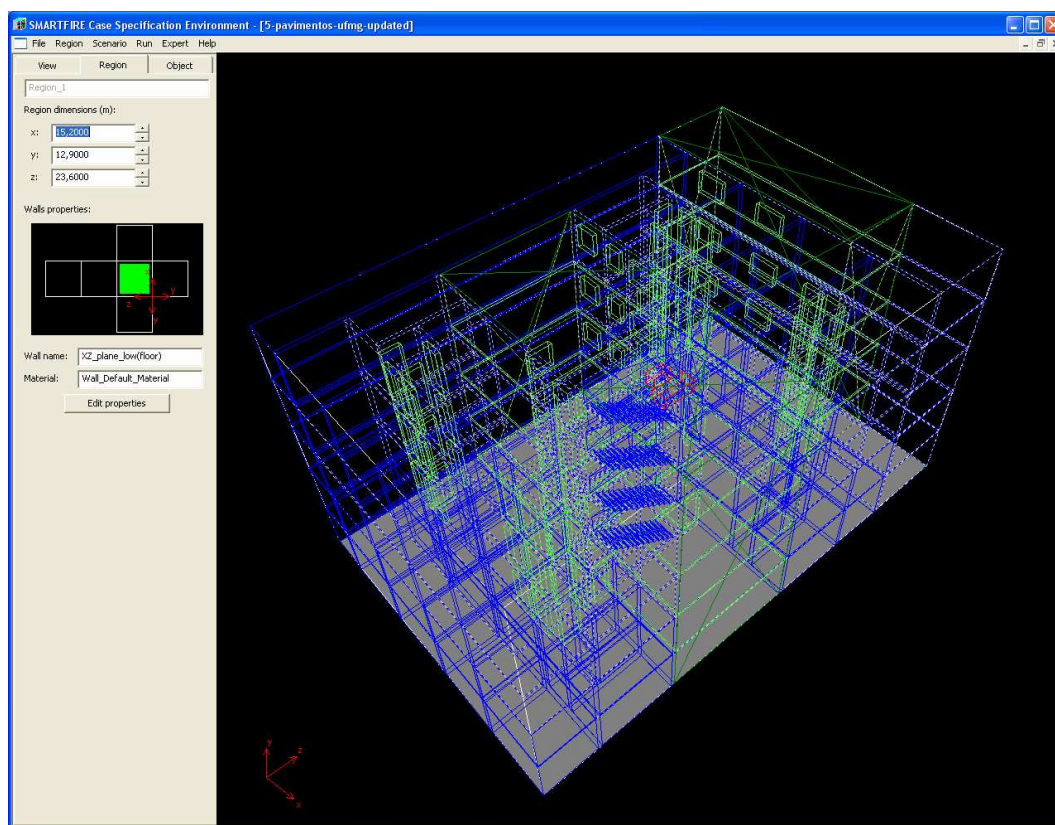 SMARTFIRE Case Specification Environment - [5-pavimentos-ufmg-updated]
File Region Scenario Run Expert Help
View Region Object
Region_1
Region dimensions (m):
x: 15,2000
y: 12,9000
z: 23,6000
Walls properties:
y
z
Wall name: XZ_plane_low(floor)
Material: Wall_Default_Material
Edit properties
y
z
x